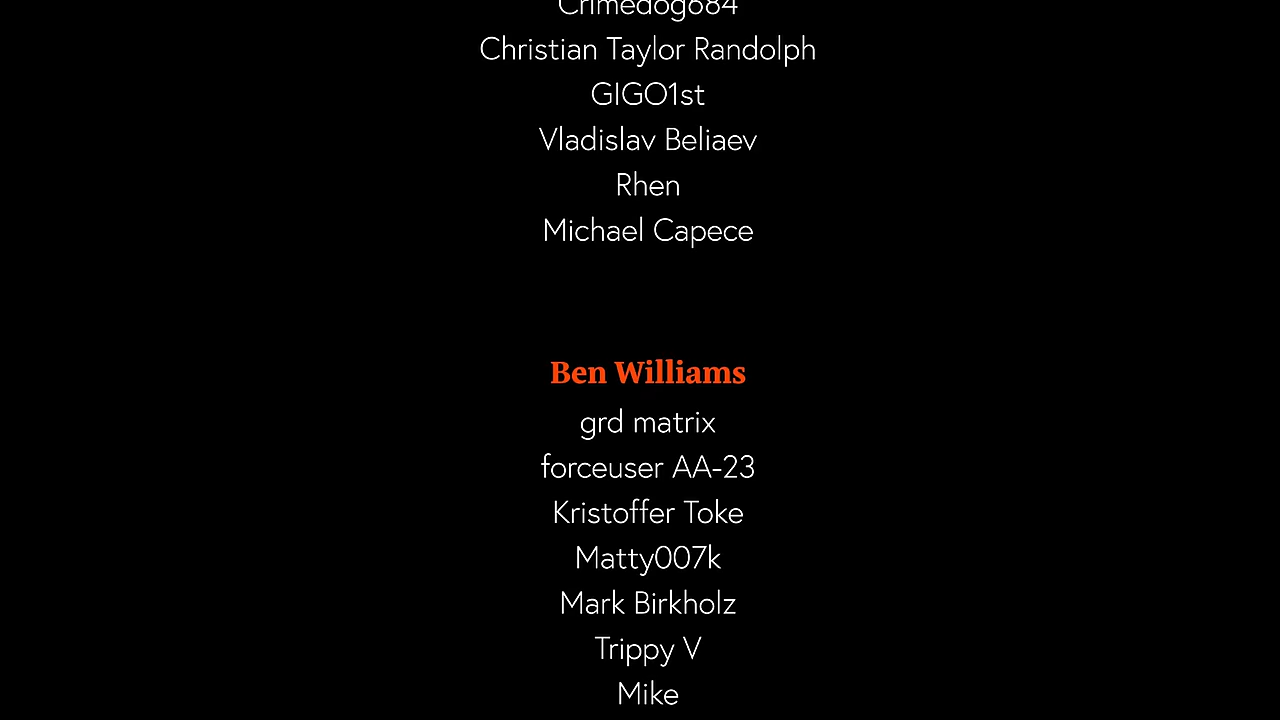 Crimedog684
Christian Taylor Randolph
GIGO1st
Vladislav Beliaev
Rhen
Michael Capece
Ben Williams
grd matrix
forceuser AA-23
Kristoffer Toke
Matty007k
Mark Birkholz
Trippy V
Mike